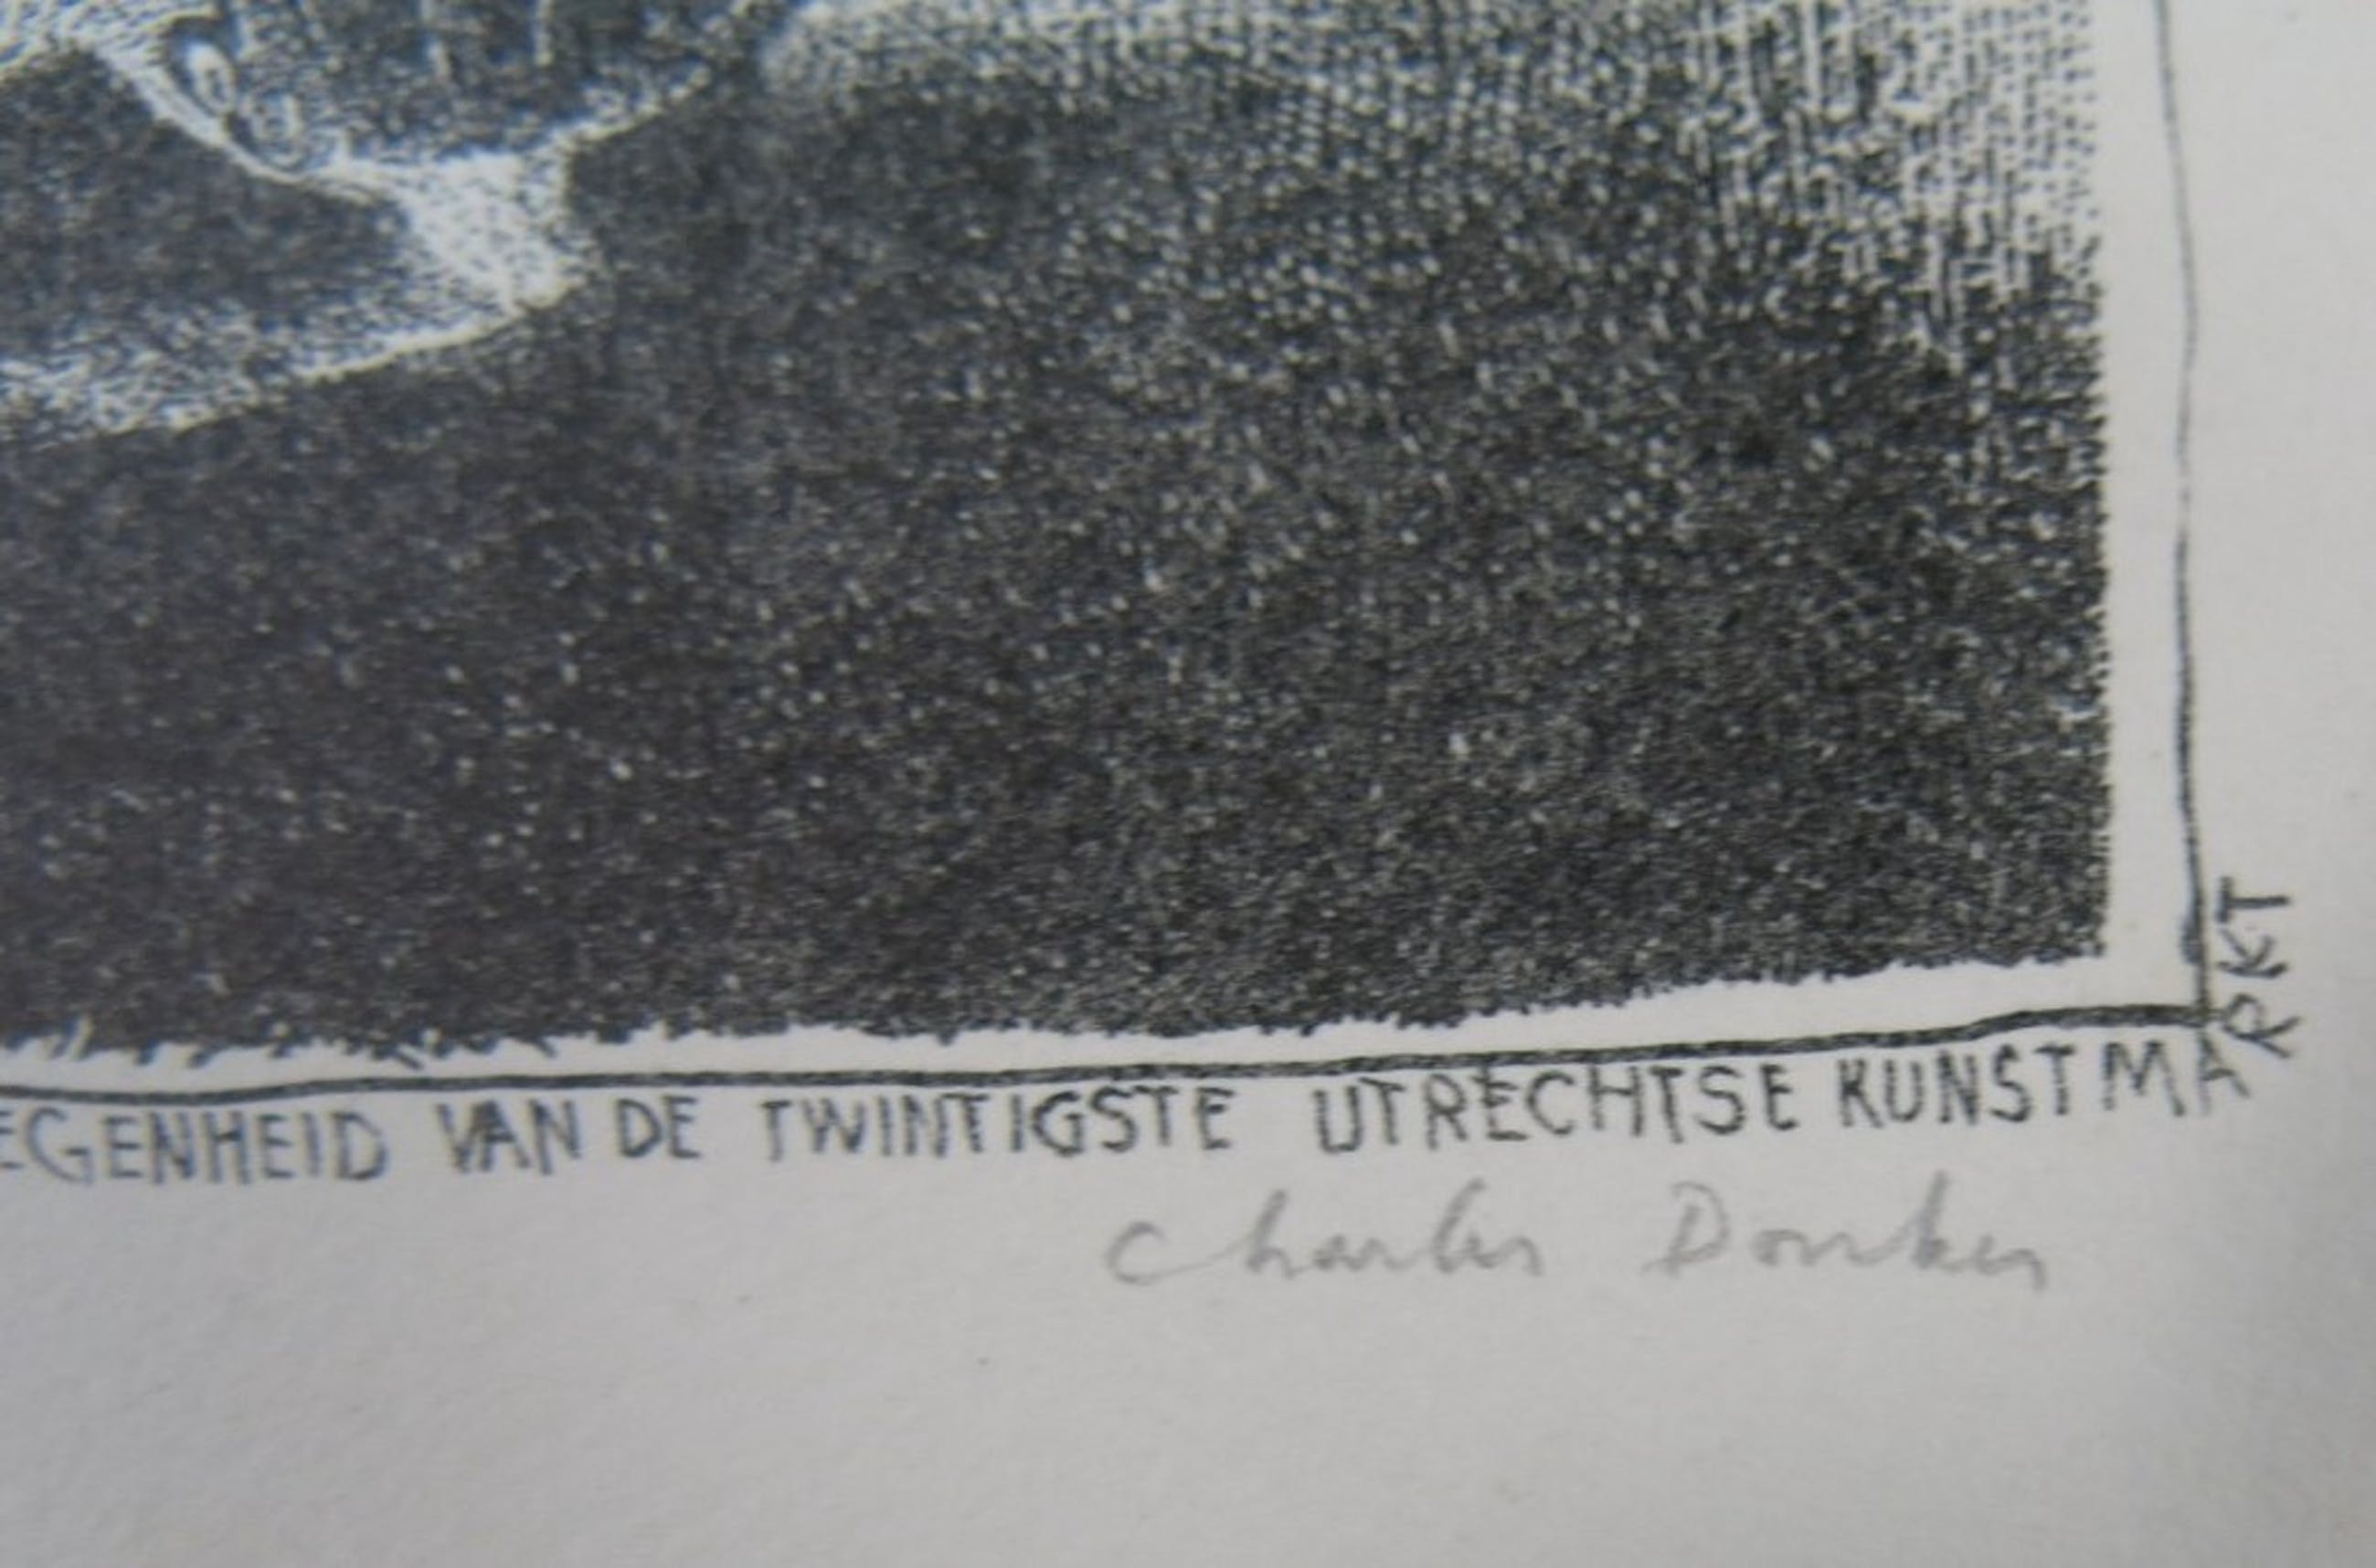 EGENHEID VAN DE TWINTIGSTE UTRECHTSE KUNSTMARKT
Charles Donker